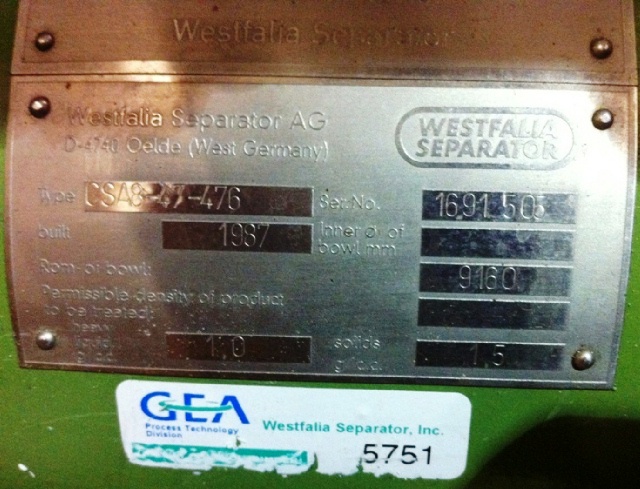 Westfalia Separator
Westfalia Separator AG
D-4740 Oelde (West Germany)
WESTFALIA
SEPARATOR
Type CSA8-47-476 Ser.No. 1691 505
built 1987 Inner Ø of
bowl mm
Rpm of bowl: 9160
Permissible density of product
to be treated:
heavy
liquid 1,0 solids 1,5
GEA
Process Technology
Division
Westfalia Separator, Inc.
5751